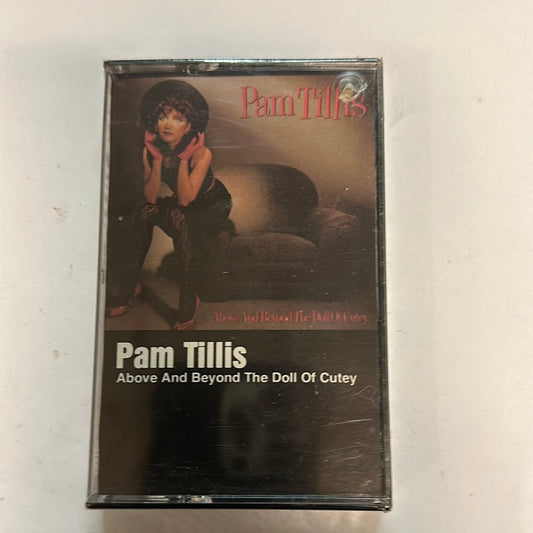 Pam Tillis
Above And Beyond The Doll Of Cutey
Pam Tillis
Above And Beyond The Doll Of Cutey